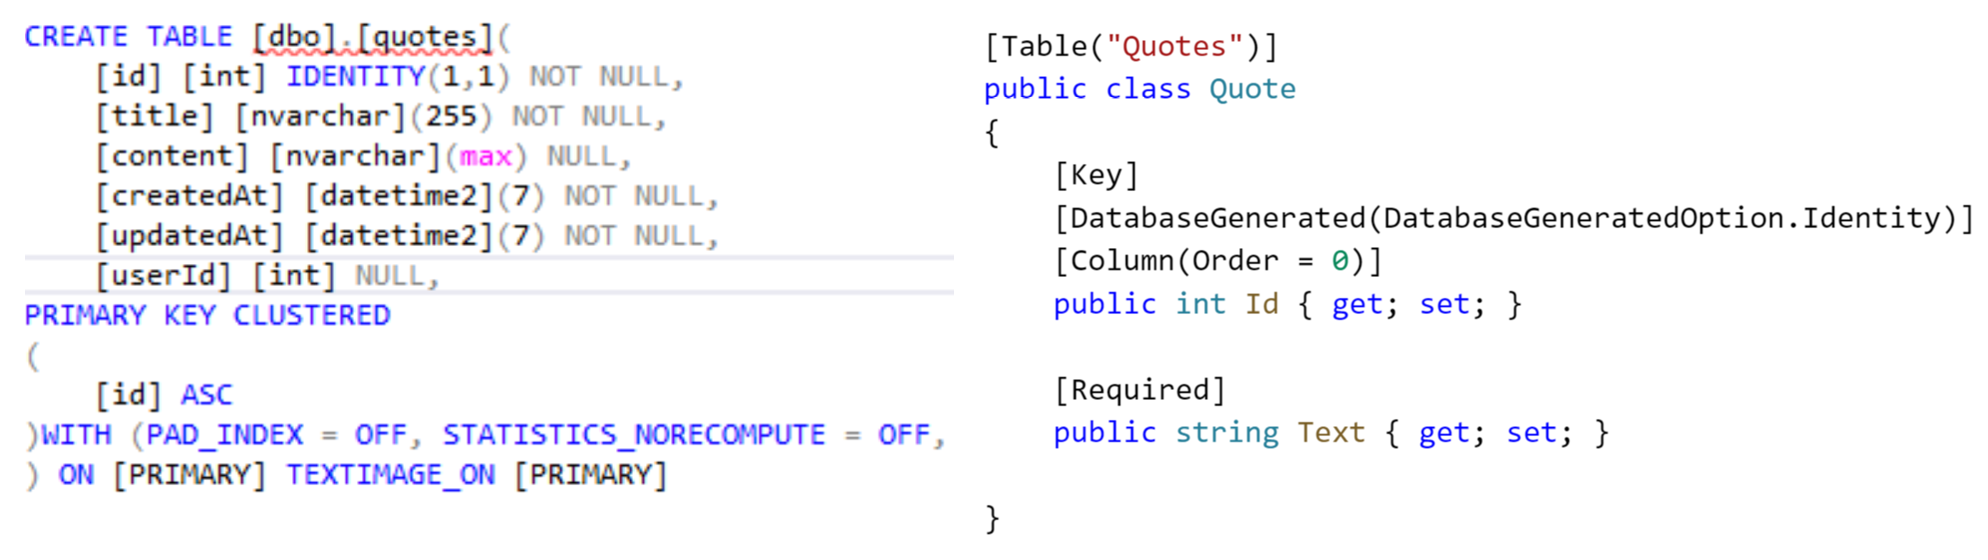 CREATE TABLE [dbo].[quotes](
    [id] [int] IDENTITY(1,1) NOT NULL,
    [title] [nvarchar](255) NOT NULL,
    [content] [nvarchar](max) NULL,
    [createdAt] [datetime2](7) NOT NULL,
    [updatedAt] [datetime2](7) NOT NULL,
    [userId] [int] NULL,
PRIMARY KEY CLUSTERED
(
    [id] ASC
)WITH (PAD_INDEX = OFF, STATISTICS_NORECOMPUTE = OFF,
) ON [PRIMARY] TEXTIMAGE_ON [PRIMARY]
[Table("Quotes")]
public class Quote
{
    [Key]
    [DatabaseGenerated(DatabaseGeneratedOption.Identity)]
    [Column(Order = 0)]
    public int Id { get; set; }
    [Required]
    public string Text { get; set; }
}